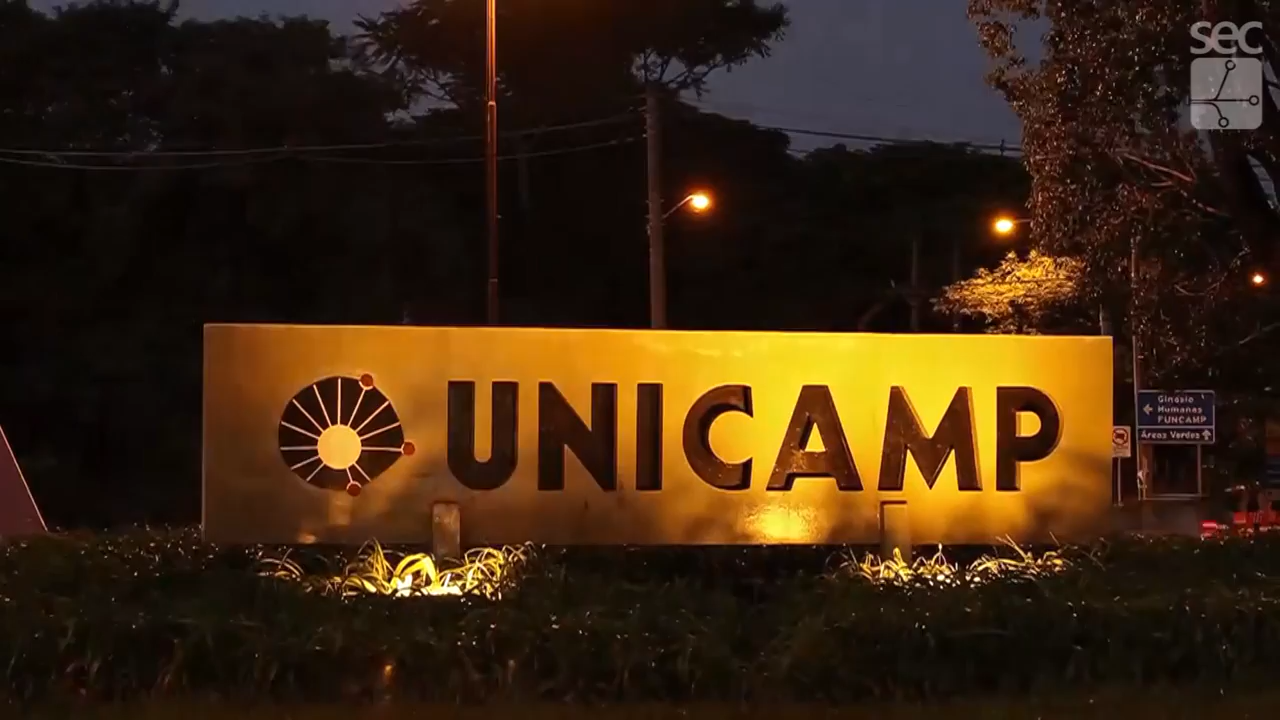 sec
UNICAMP
Ginásio
Humanas
FUNCAMP
Áreas Verdes